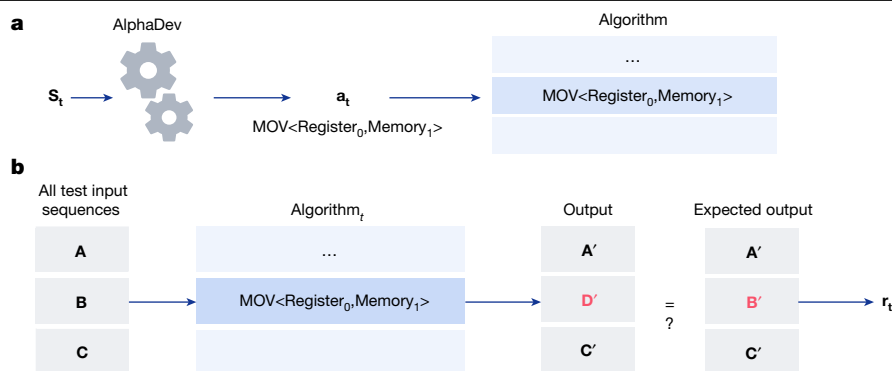 a
AlphaDev
Algorithm
...
S_t
a_t
MOV<Register_0,Memory_1>
MOV<Register_0,Memory_1>
b
All test input
sequences
Algorithm_t
Output
Expected output
A
...
A′
A′
B
MOV<Register_0,Memory_1>
D′
=
?
B′
r_t
C
C′
C′